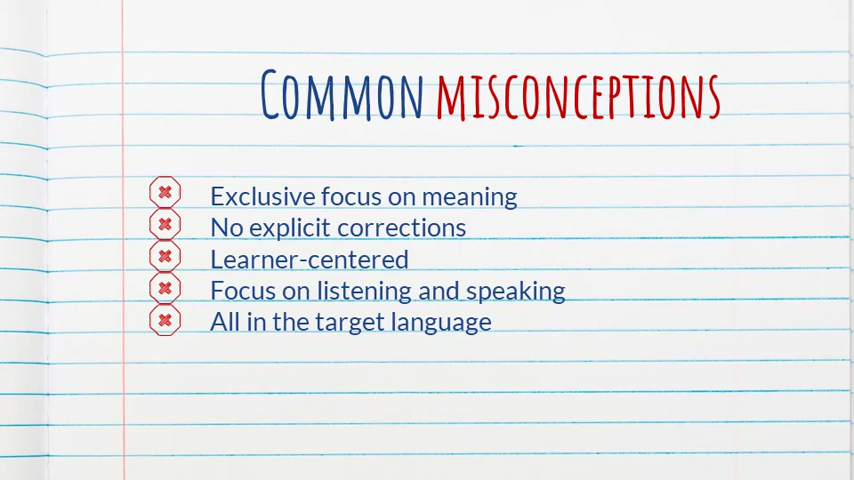 Common misconceptions
Exclusive focus on meaning
No explicit corrections
Learner-centered
Focus on listening and speaking
All in the target language